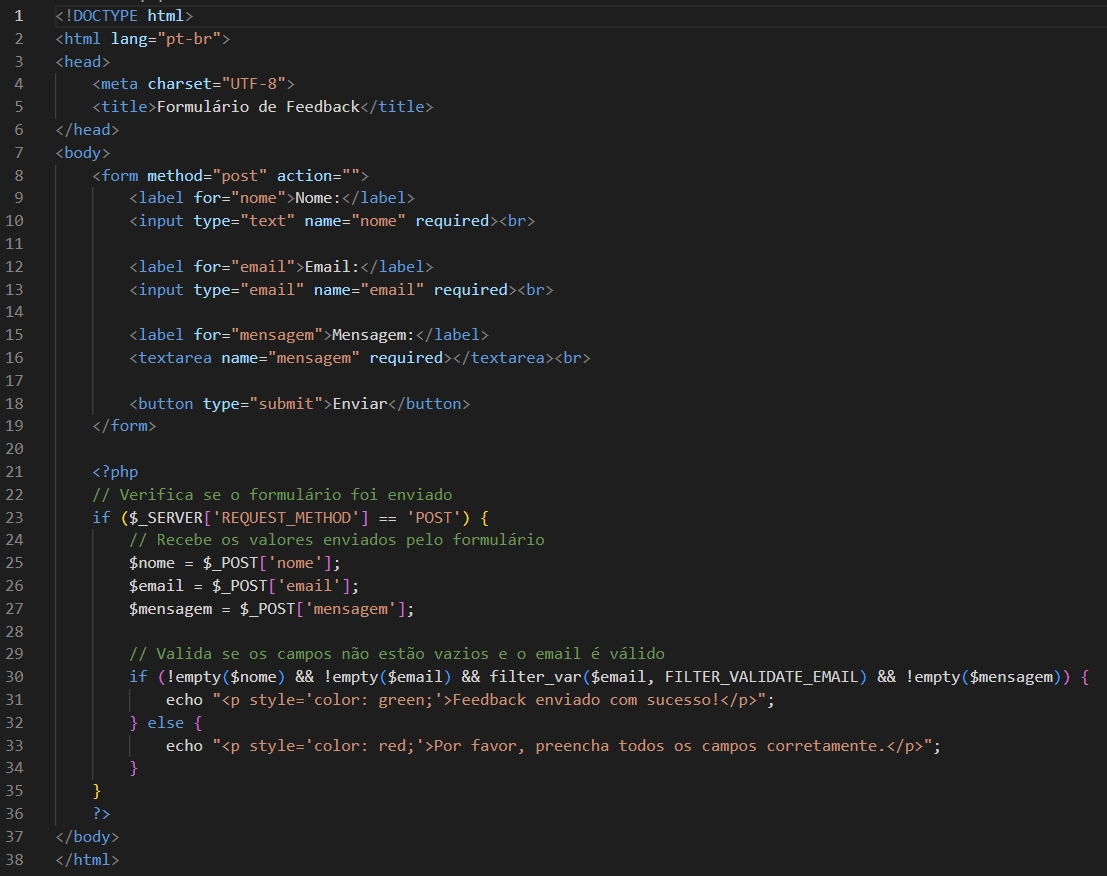 1 <!DOCTYPE html>
2 <html lang="pt-br">
3 <head>
4     <meta charset="UTF-8">
5     <title>Formulário de Feedback</title>
6 </head>
7 <body>
8     <form method="post" action="">
9         <label for="nome">Nome:</label>
10         <input type="text" name="nome" required><br>
11
12         <label for="email">Email:</label>
13         <input type="email" name="email" required><br>
14
15         <label for="mensagem">Mensagem:</label>
16         <textarea name="mensagem" required></textarea><br>
17
18         <button type="submit">Enviar</button>
19     </form>
20
21     <?php
22     // Verifica se o formulário foi enviado
23     if ($_SERVER['REQUEST_METHOD'] == 'POST') {
24         // Recebe os valores enviados pelo formulário
25         $nome = $_POST['nome'];
26         $email = $_POST['email'];
27         $mensagem = $_POST['mensagem'];
28
29         // Valida se os campos não estão vazios e o email é válido
30         if (!empty($nome) && !empty($email) && filter_var($email, FILTER_VALIDATE_EMAIL) && !empty($mensagem)) {
31             echo "<p style='color: green;'>Feedback enviado com sucesso!</p>";
32         } else {
33             echo "<p style='color: red;'>Por favor, preencha todos os campos corretamente.</p>";
34         }
35     }
36     ?>
37 </body>
38 </html>